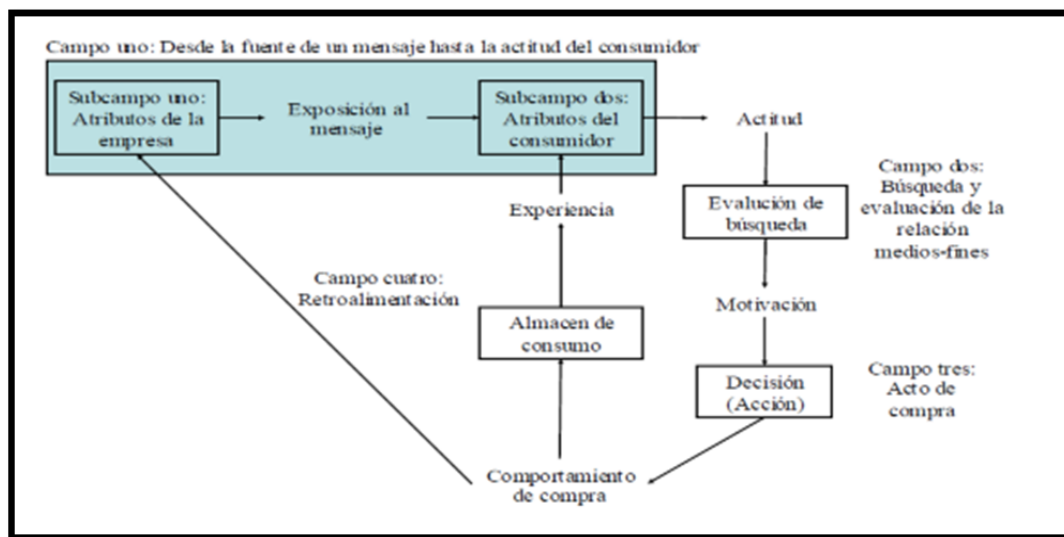 Campo uno: Desde la fuente de un mensaje hasta la actitud del consumidor
Subcampo uno:
Atributos de la
empresa
Exposición al
mensaje
Subcampo dos:
Atributos del
consumidor
Actitud
Campo dos:
Búsqueda y
evaluación de la
relación
medios-fines
Evalución de
búsqueda
Experiencia
Campo cuatro:
Retroalimentación
Motivación
Almacen de
consumo
Decisión
(Acción)
Campo tres:
Acto de
compra
Comportamiento
de compra